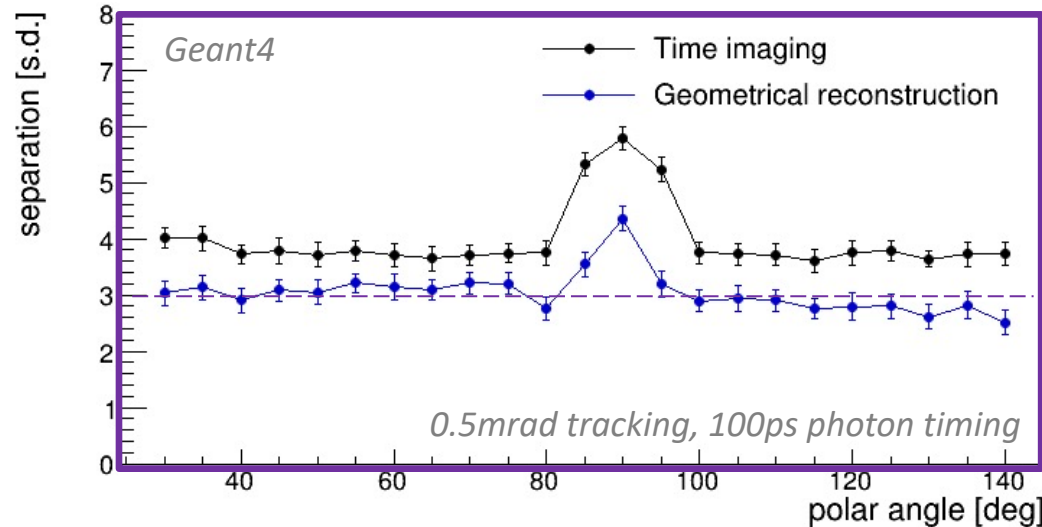 separation [s.d.]
8
7
6
5
4
3
2
1
0
Geant4
Time imaging
Geometrical reconstruction
0.5mrad tracking, 100ps photon timing
40 60 80 100 120 140
polar angle [deg]